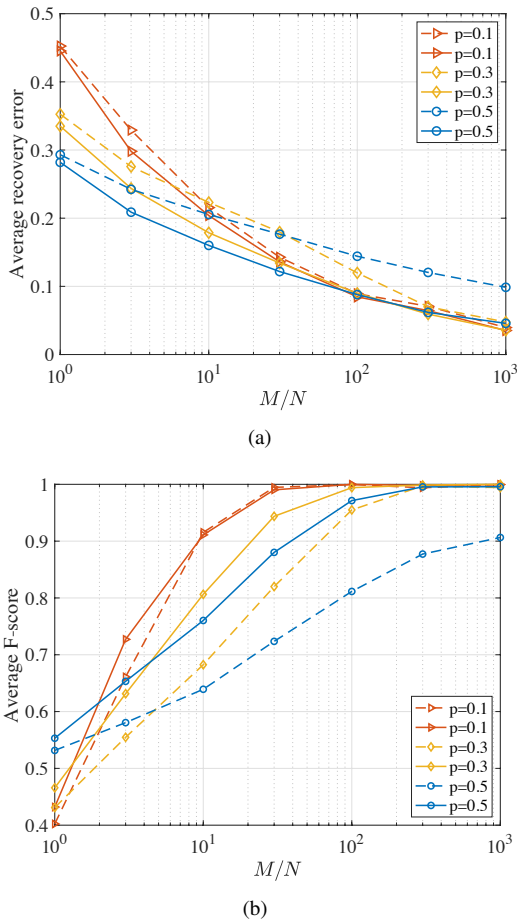 0.5
0.4
0.3
0.2
0.1
0
Average recovery error
p=0.1
p=0.1
p=0.3
p=0.3
p=0.5
p=0.5
10^0
10^1
10^2
10^3
M/N
(a)
1
0.9
0.8
0.7
0.6
0.5
0.4
Average F-score
p=0.1
p=0.1
p=0.3
p=0.3
p=0.5
p=0.5
10^0
10^1
10^2
10^3
M/N
(b)